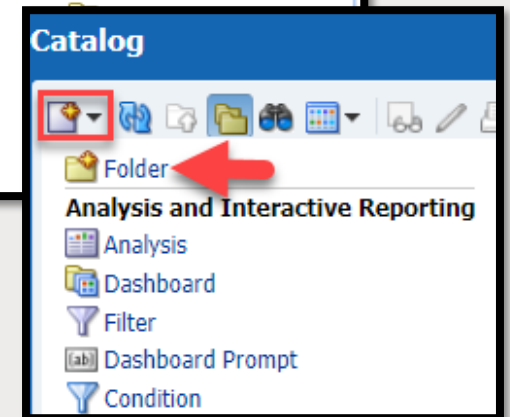 Catalog
Folder
Analysis and Interactive Reporting
Analysis
Dashboard
Filter
Dashboard Prompt
Condition